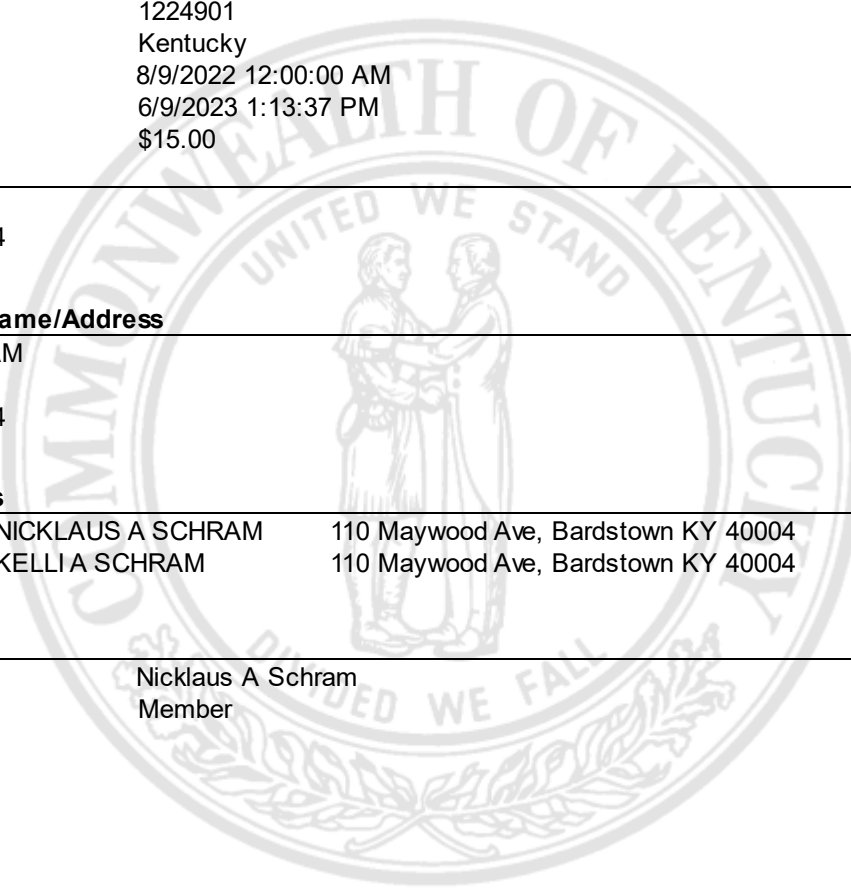 1224901
Kentucky
8/9/2022 12:00:00 AM
6/9/2023 1:13:37 PM
$15.00
COMMONWEALTH OF KENTUCKY
UNITED WE STAND
4
ame/Address
AM
4
s
NICKLAUS A SCHRAM 110 Maywood Ave, Bardstown KY 40004
KELLI A SCHRAM 110 Maywood Ave, Bardstown KY 40004
DIVIDED WE FALL
Nicklaus A Schram
Member